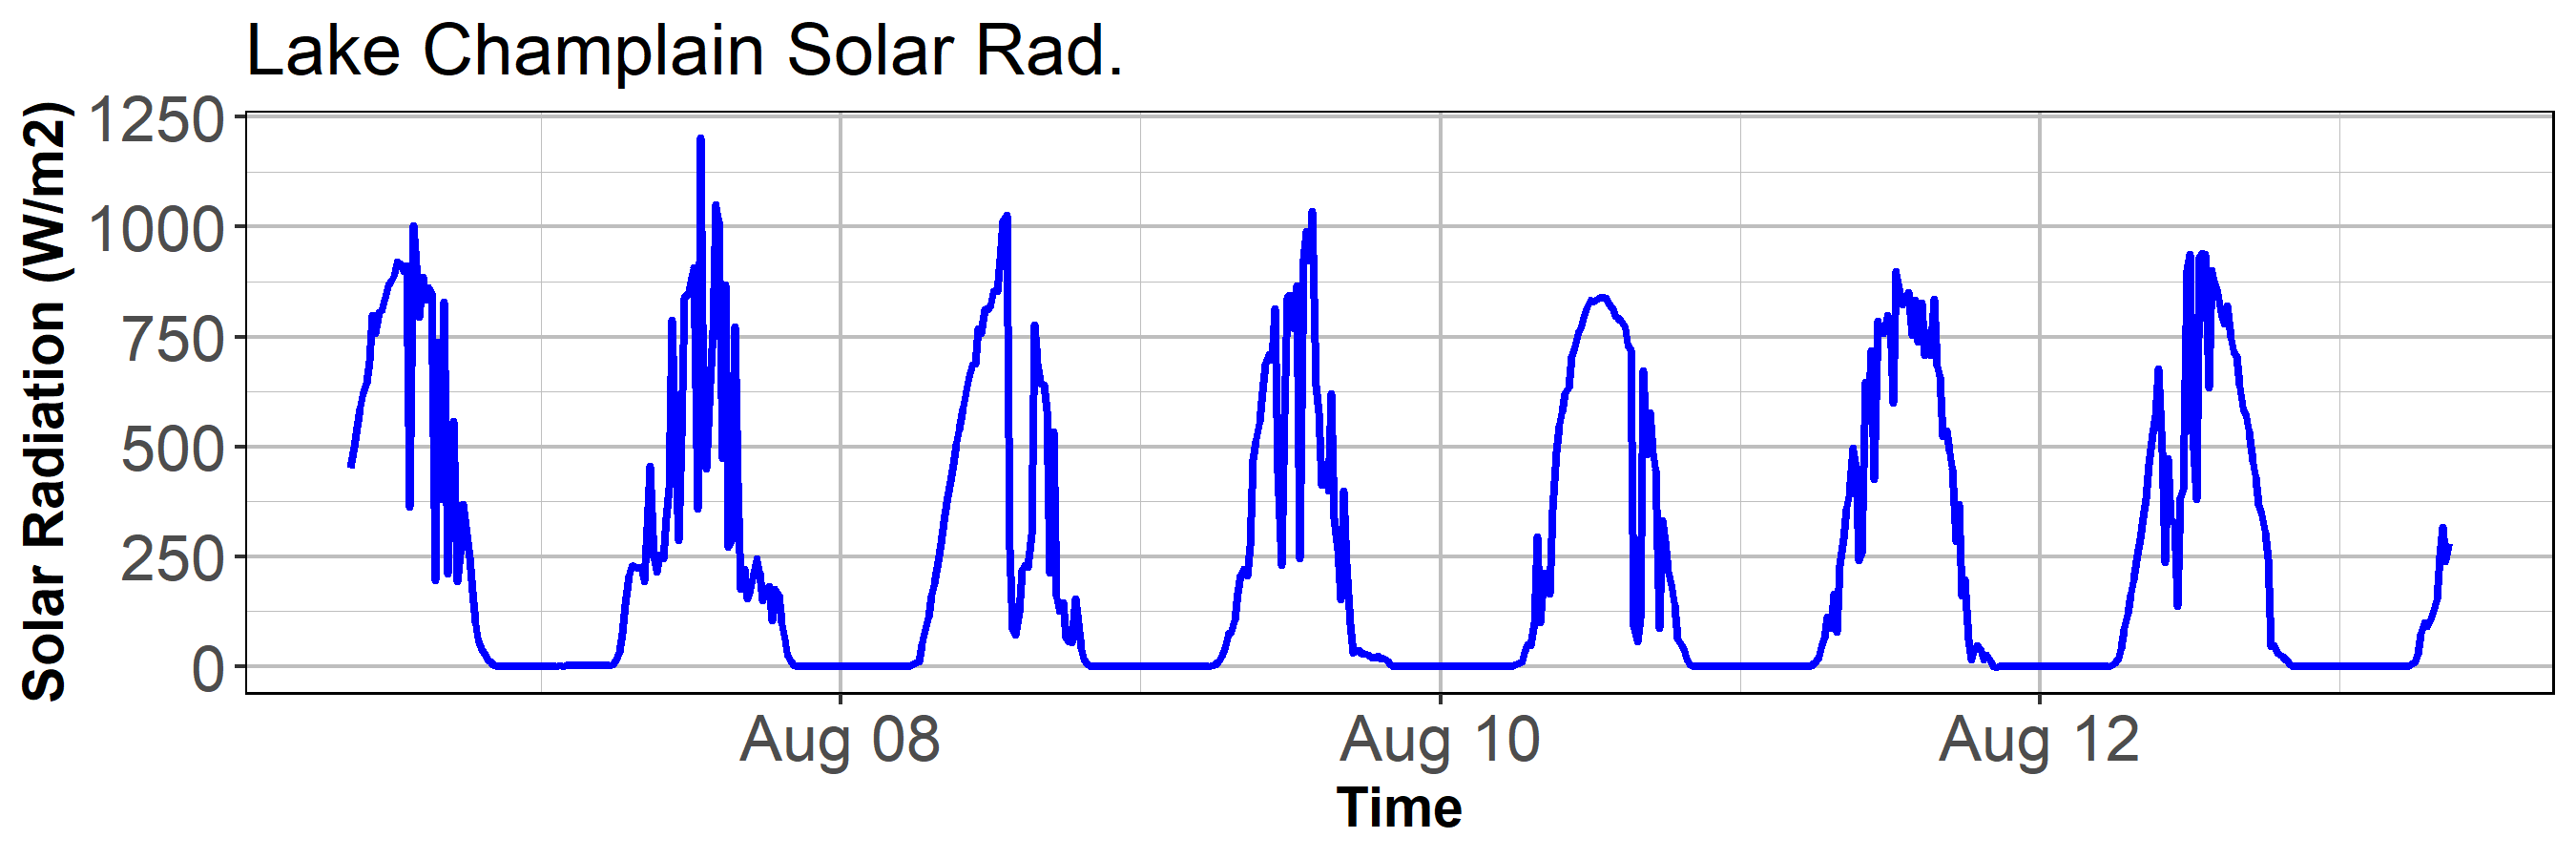 Lake Champlain Solar Rad.
Solar Radiation (W/m2)
1250
1000
750
500
250
0
Aug 08
Aug 10
Aug 12
Time